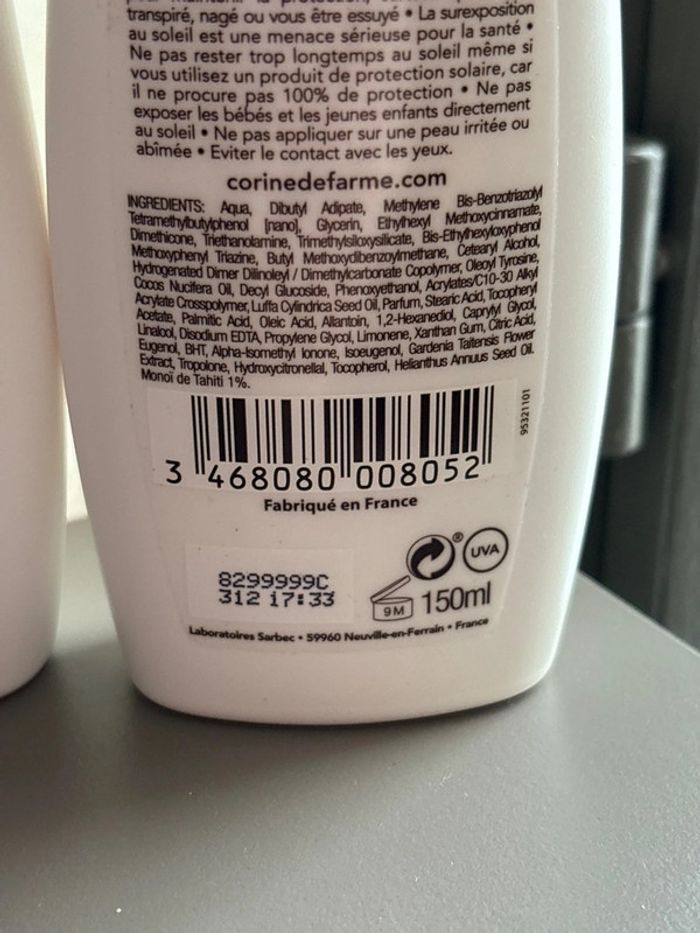 transpiré, nagé ou vous être essuyé • La surexposition
au soleil est une menace sérieuse pour la santé •
Ne pas rester trop longtemps au soleil même si
vous utilisez un produit de protection solaire, car
il ne procure pas 100% de protection • Ne pas
exposer les bébés et les jeunes enfants directement
au soleil • Ne pas appliquer sur une peau irritée ou
abîmée • Eviter le contact avec les yeux.
corinedefarme.com
INGREDIENTS: Aqua, Dibutyl Adipate, Methylene Bis-Benzotriazolyl
Tetramethylbutylphenol [nano], Glycerin, Ethylhexyl Methoxycinnamate,
Dimethicone, Triethanolamine, Trimethylsiloxysilicate, Bis-Ethylhexyloxyphenol
Methoxyphenyl Triazine, Butyl Methoxydibenzoylmethane, Cetearyl Alcohol,
Hydrogenated Dimer Dilinoleyl / Dimethylcarbonate Copolymer, Oleoyl Tyrosine,
Cocos Nucifera Oil, Decyl Glucoside, Phenoxyethanol, Acrylates/C10-30 Alkyl
Acrylate Crosspolymer, Luffa Cylindrica Seed Oil, Parfum, Stearic Acid, Tocopheryl
Acetate, Palmitic Acid, Oleic Acid, Allantoin, 1,2-Hexanediol, Caprylyl Glycol,
Linalool, Disodium EDTA, Propylene Glycol, Limonene, Xanthan Gum, Citric Acid,
Eugenol, BHT, Alpha-Isomethyl Ionone, Isoeugenol, Gardenia Taitensis Flower
Extract, Tropolone, Hydroxycitronellal, Tocopherol, Helianthus Annuus Seed Oil.
Monoï de Tahiti 1%.
95321101
3 468080 008052
Fabriqué en France
® UVA
8299999C
312 17:33
9M 150ml
Laboratoires Sarbec • 59960 Neuville-en-Ferrain • France